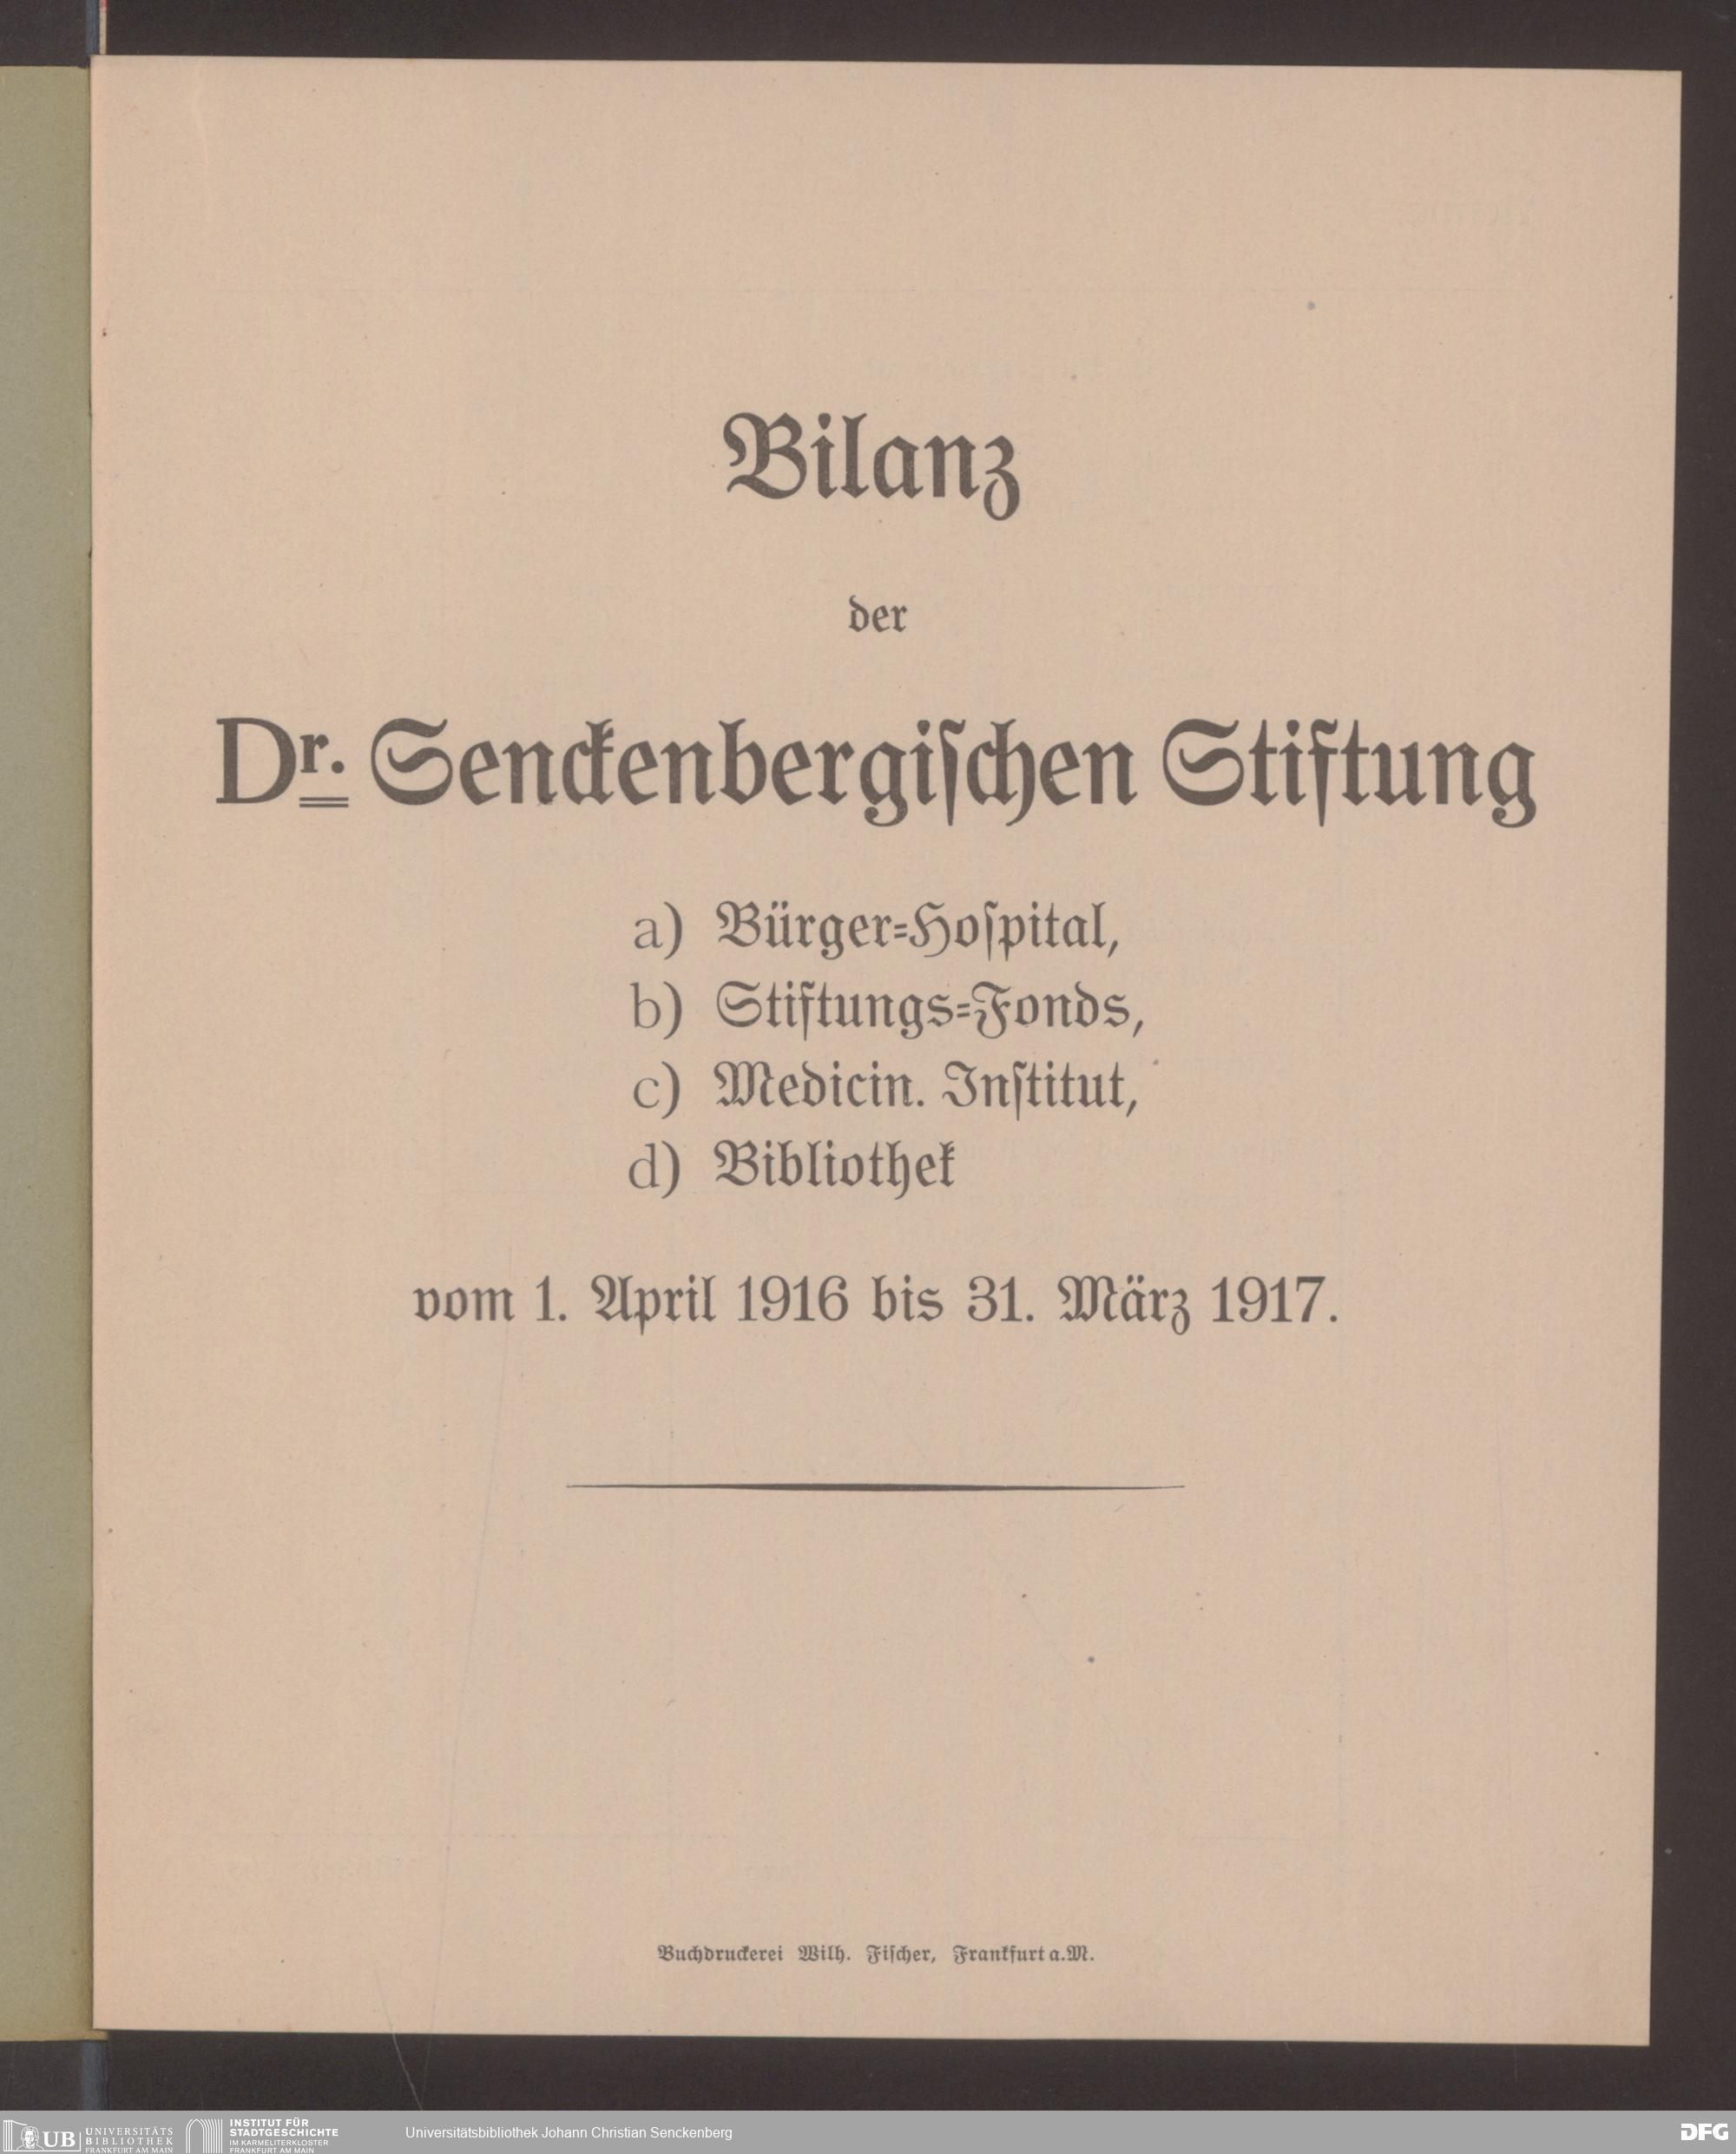 Bilanz
der
Dr. Senckenbergischen Stiftung
a) Bürger-Hospital,
b) Stiftungs-Fonds,
c) Medicin. Institut,
d) Bibliothek
vom 1. April 1916 bis 31. März 1917.
Buchdruckerei Wilh. Fischer, Frankfurt a. M.
UB UNIVERSITÄTS
BIBLIOTHEK
FRANKFURT AM MAIN
INSTITUT FÜR
STADTGESCHICHTE
IM KARMELITERKLOSTER
FRANKFURT AM MAIN
Universitätsbibliothek Johann Christian Senckenberg
DFG